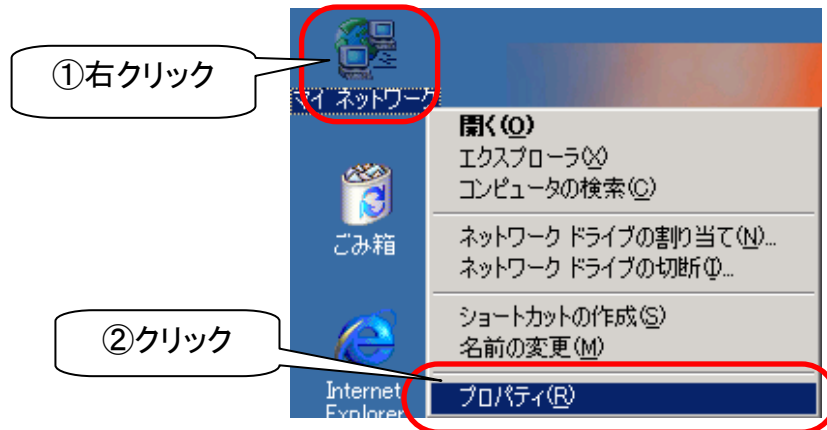 ①右クリック
マイ ネットワーク
開く(O)
エクスプローラ(X)
コンピュータの検索(C)
ごみ箱
ネットワーク ドライブの割り当て(N)...
ネットワーク ドライブの切断(I)...
ショートカットの作成(S)
名前の変更(M)
②クリック
Internet
Explorer
プロパティ(R)